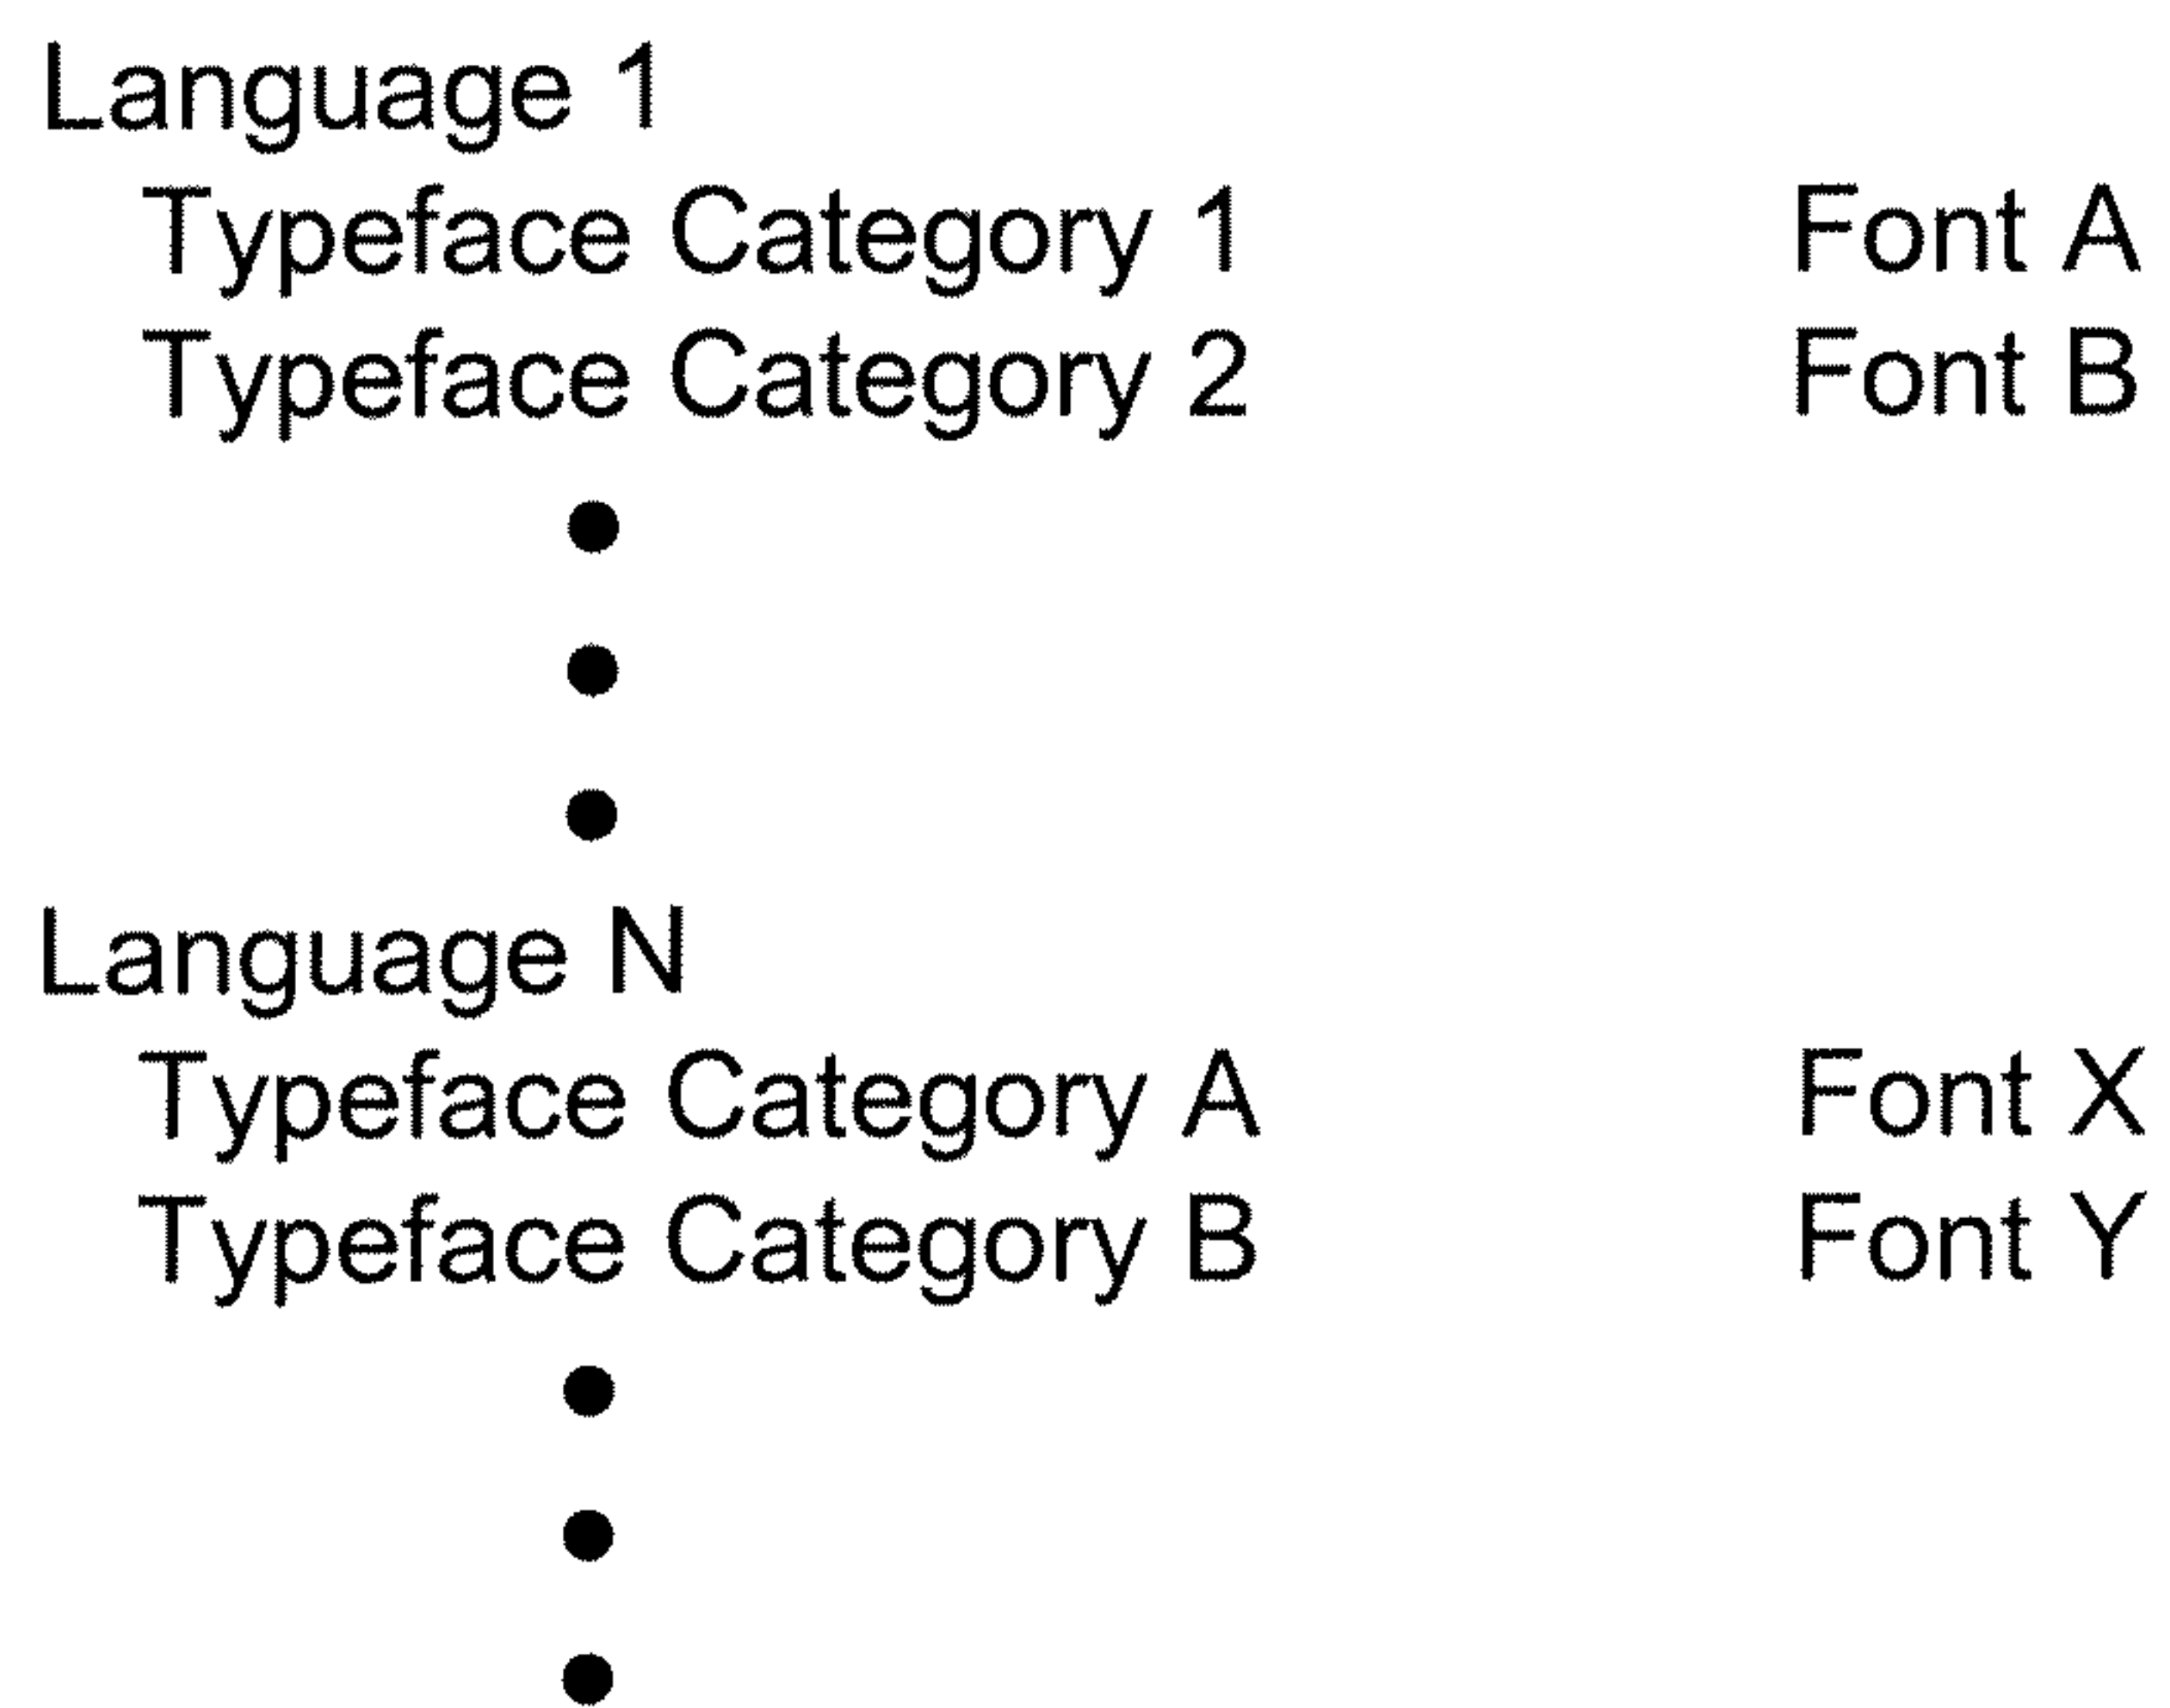 Language 1
Typeface Category 1 Font A
Typeface Category 2 Font B
•
•
•
Language N
Typeface Category A Font X
Typeface Category B Font Y
•
•
•